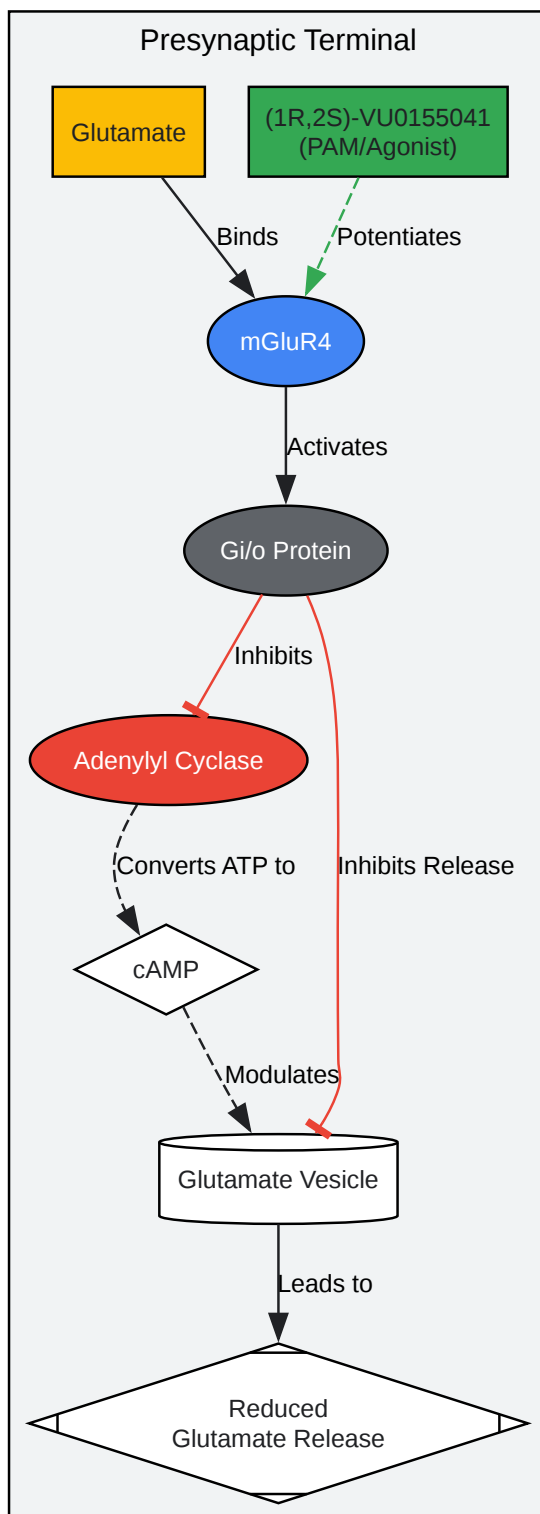 Presynaptic Terminal
Glutamate
(1R,2S)-VU0155041
(PAM/Agonist)
Binds
Potentiates
mGluR4
Activates
Gi/o Protein
Inhibits
Adenylyl Cyclase
Converts ATP to
Inhibits Release
cAMP
Modulates
Glutamate Vesicle
Leads to
Reduced
Glutamate Release